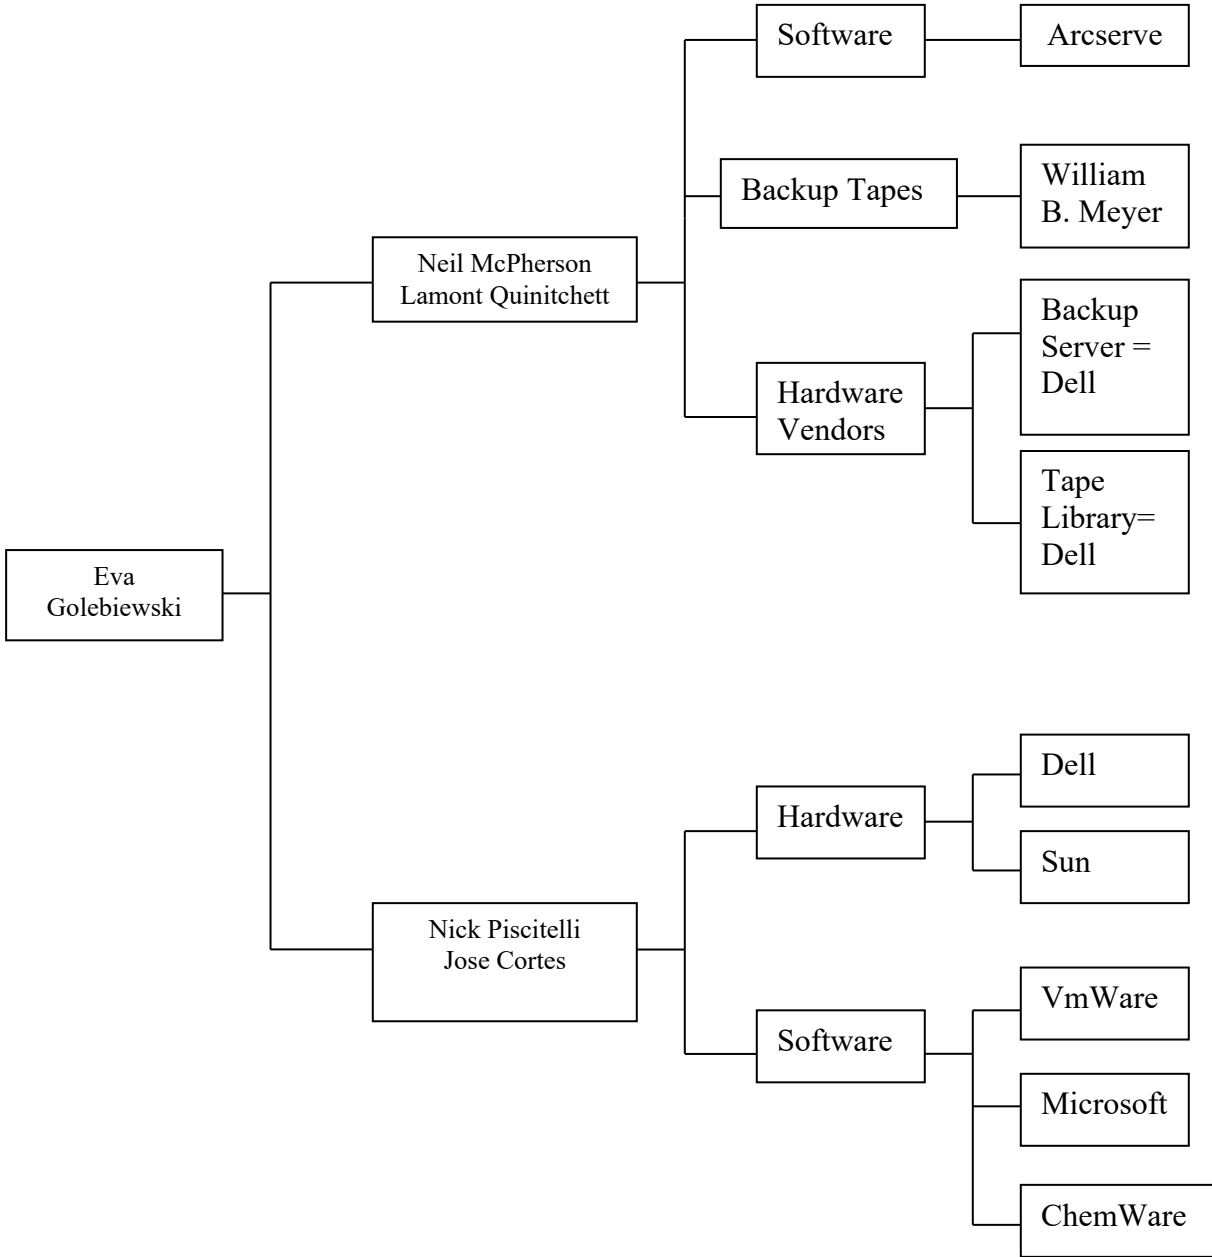 Software
Arcserve
Backup Tapes
William
B. Meyer
Neil McPherson
Lamont Quinitchett
Backup
Server =
Dell
Hardware
Vendors
Tape
Library=
Dell
Eva
Golebiewski
Dell
Hardware
Sun
Nick Piscitelli
Jose Cortes
VmWare
Software
Microsoft
ChemWare